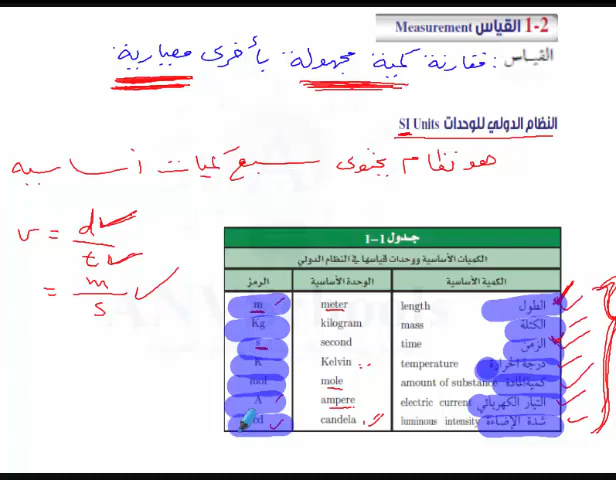 1-2 القياس Measurement
القياس : مقارنة كمية مجهولة بأخرى معيارية
النظام الدولي للوحدات SI Units
هو نظام يحتوي سبع كميات أساسية
v = d / t
= m / s
جدول 1-1
الكميات الأساسية ووحدات قياسها في النظام الدولي
الكمية الأساسية الوحدة الأساسية الرمز
الطول length meter m
الكتلة mass kilogram Kg
الزمن time second s
درجة الحرارة temperature Kelvin K
كمية المادة amount of substance mole mol
التيار الكهربائي electric current ampere A
شدة الإضاءة luminous intensity candela cd